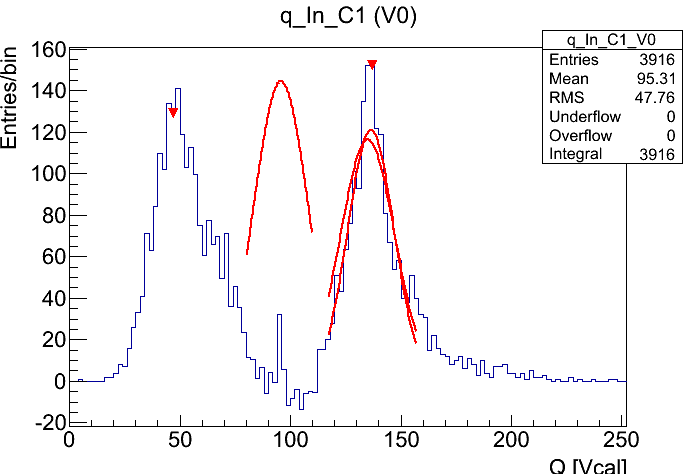 q_In_C1 (V0)
q_In_C1_V0
Entries 3916
Mean 95.31
RMS 47.76
Underflow 0
Overflow 0
Integral 3916
Entries/bin
160
140
120
100
80
60
40
20
0
-20
0 50 100 150 200 250
Q [Vcal]